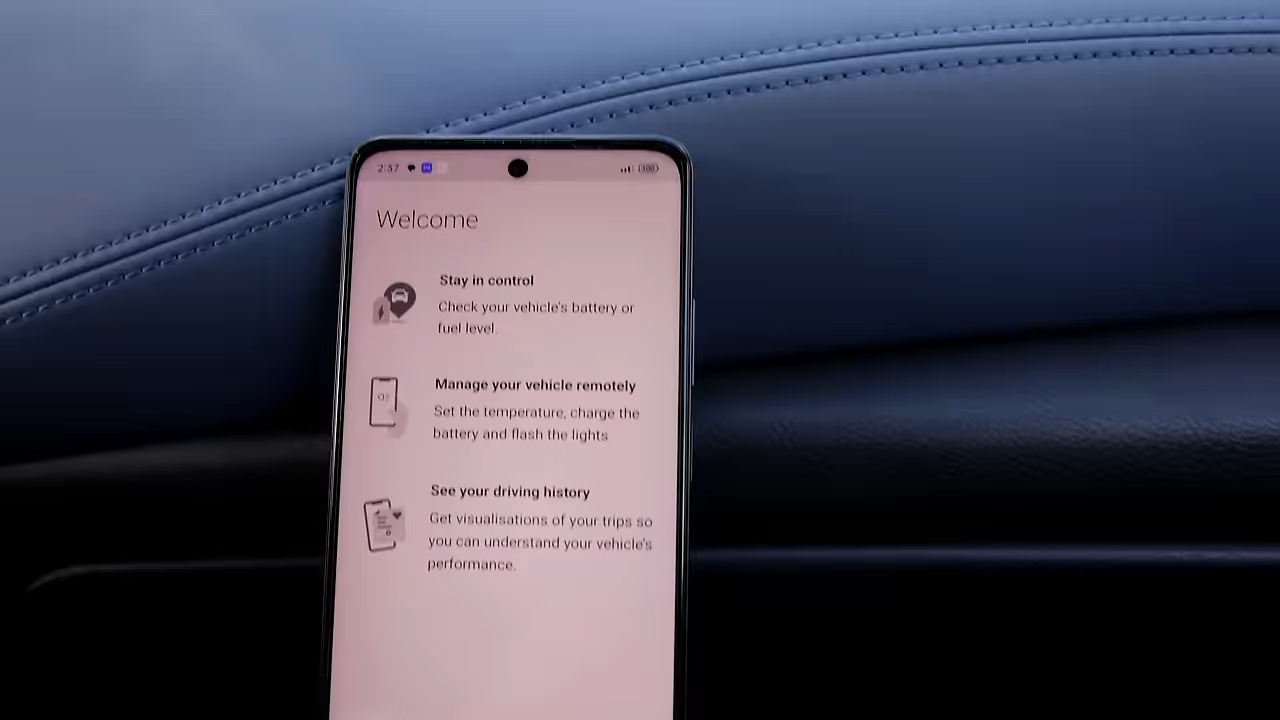 2:37
Welcome
Stay in control
Check your vehicle's battery or
fuel level.
Manage your vehicle remotely
Set the temperature, charge the
battery and flash the lights
See your driving history
Get visualisations of your trips so
you can understand your vehicle's
performance.